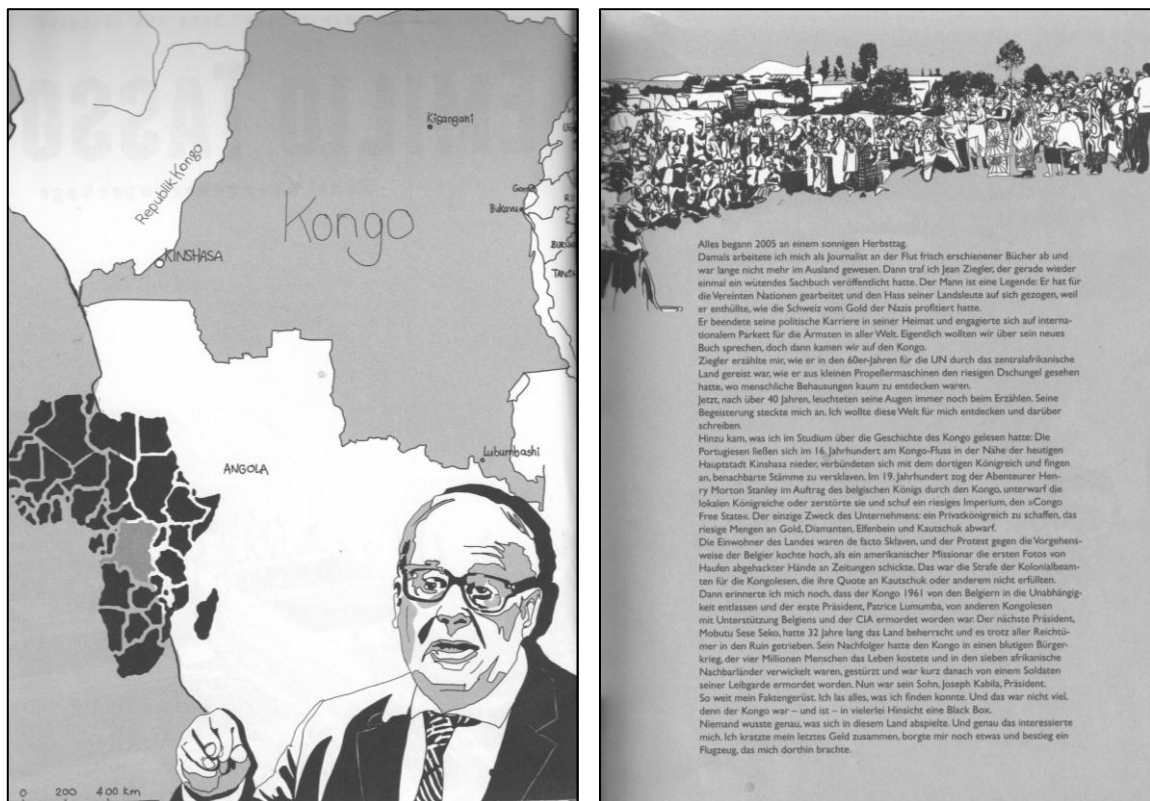 Kisangani
Republik Kongo
Kongo
Bukavu
KINSHASA
Lubumbashi
ANGOLA
0 200 400 km
Alles begann 2005 an einem sonnigen Herbsttag.
Damals arbeitete ich mich als Journalist an der Flut frisch erschienener Bücher ab und
war lange nicht mehr im Ausland gewesen. Dann traf ich Jean Ziegler, der gerade wieder
einmal ein wütendes Sachbuch veröffentlicht hatte. Der Mann ist eine Legende: Er hat für
die Vereinten Nationen gearbeitet und den Hass seiner Landsleute auf sich gezogen, weil
er enthüllte, wie die Schweiz vom Gold der Nazis profitiert hatte.
Er beendete seine politische Karriere in seiner Heimat und engagierte sich auf interna-
tionalem Parkett für die Ärmsten in aller Welt. Eigentlich wollten wir über sein neues
Buch sprechen, doch dann kamen wir auf den Kongo.
Ziegler erzählte mir, wie er in den 60er-Jahren für die UN durch das zentralafrikanische
Land gereist war, wie er aus kleinen Propellermaschinen den riesigen Dschungel gesehen
hatte, wo menschliche Behausungen kaum zu entdecken waren.
Jetzt, nach über 40 Jahren, leuchteten seine Augen immer noch beim Erzählen. Seine
Begeisterung steckte mich an. Ich wollte diese Welt für mich entdecken und darüber
schreiben.
Hinzu kam, was ich im Studium über die Geschichte des Kongo gelesen hatte: Die
Portugiesen ließen sich im 16. Jahrhundert am Kongo-Fluss in der Nähe der heutigen
Hauptstadt Kinshasa nieder, verbündeten sich mit dem dortigen Königreich und fingen
an, benachbarte Stämme zu versklaven. Im 19. Jahrhundert zog der Abenteurer Hen-
ry Morton Stanley im Auftrag des belgischen Königs durch den Kongo, unterwarf die
lokalen Königreiche oder zerstörte sie und schuf ein riesiges Imperium, den »Congo
Free State«. Der einzige Zweck des Unternehmens: ein Privatkönigreich zu schaffen, das
riesige Mengen an Gold, Diamanten, Elfenbein und Kautschuk abwarf.
Die Einwohner des Landes waren de facto Sklaven, und der Protest gegen die Vorgehens-
weise der Belgier kochte hoch, als ein amerikanischer Missionar die ersten Fotos von
Haufen abgehackter Hände an Zeitungen schickte. Das war die Strafe der Kolonialbeam-
ten für die Kongolesen, die ihre Quote an Kautschuk oder anderem nicht erfüllten.
Dann erinnerte ich mich noch, dass der Kongo 1961 von den Belgiern in die Unabhängig-
keit entlassen und der erste Präsident, Patrice Lumumba, von anderen Kongolesen
mit Unterstützung Belgiens und der CIA ermordet worden war. Der nächste Präsident,
Mobutu Sese Seko, hatte 32 Jahre lang das Land beherrscht und es trotz aller Reichtü-
mer in den Ruin getrieben. Sein Nachfolger hatte den Kongo in einen blutigen Bürger-
krieg, der vier Millionen Menschen das Leben kostete und in den sieben afrikanische
Nachbarländer verwickelt waren, gestürzt und war kurz danach von einem Soldaten
seiner Leibgarde ermordet worden. Nun war sein Sohn, Joseph Kabila, Präsident.
So weit mein Faktengerüst. Ich las alles, was ich finden konnte. Und das war nicht viel,
denn der Kongo war – und ist – in vielerlei Hinsicht eine Black Box.
Niemand wusste genau, was sich in diesem Land abspielte. Und genau das interessierte
mich. Ich kratzte mein letztes Geld zusammen, borgte mir noch etwas und bestieg ein
Flugzeug, das mich dorthin brachte.